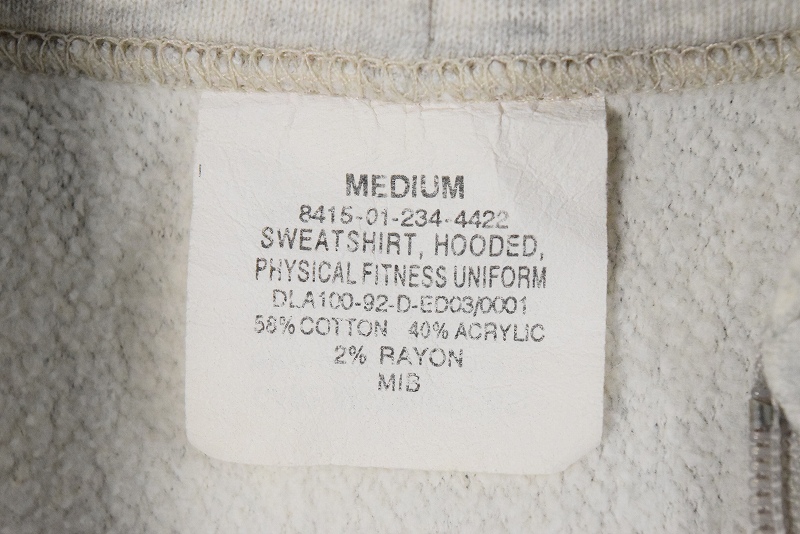 MEDIUM
8415-01-234-4422
SWEATSHIRT, HOODED,
PHYSICAL FITNESS UNIFORM
DLA100-92-D-ED03/0001
58% COTTON 40% ACRYLIC
2% RAYON
MIB